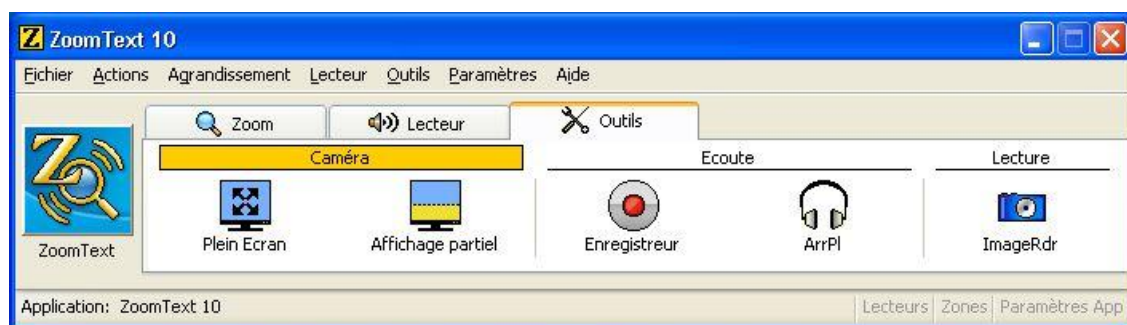 ZoomText 10
Fichier Actions Agrandissement Lecteur Outils Paramètres Aide
Zoom Lecteur Outils
Caméra Ecoute Lecture
Plein Ecran Affichage partiel Enregistreur ArrPl ImageRdr
ZoomText
Application: ZoomText 10 Lecteurs Zones Paramètres App